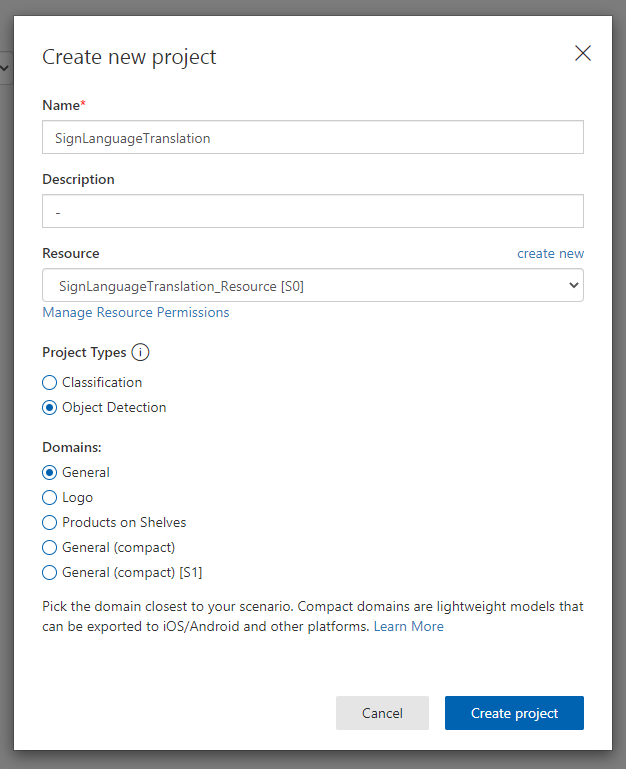 Create new project
Name*
SignLanguageTranslation
Description
-
Resource create new
SignLanguageTranslation_Resource [S0]
Manage Resource Permissions
Project Types i
Classification
Object Detection
Domains:
General
Logo
Products on Shelves
General (compact)
General (compact) [S1]
Pick the domain closest to your scenario. Compact domains are lightweight models that
can be exported to iOS/Android and other platforms. Learn More
Cancel Create project